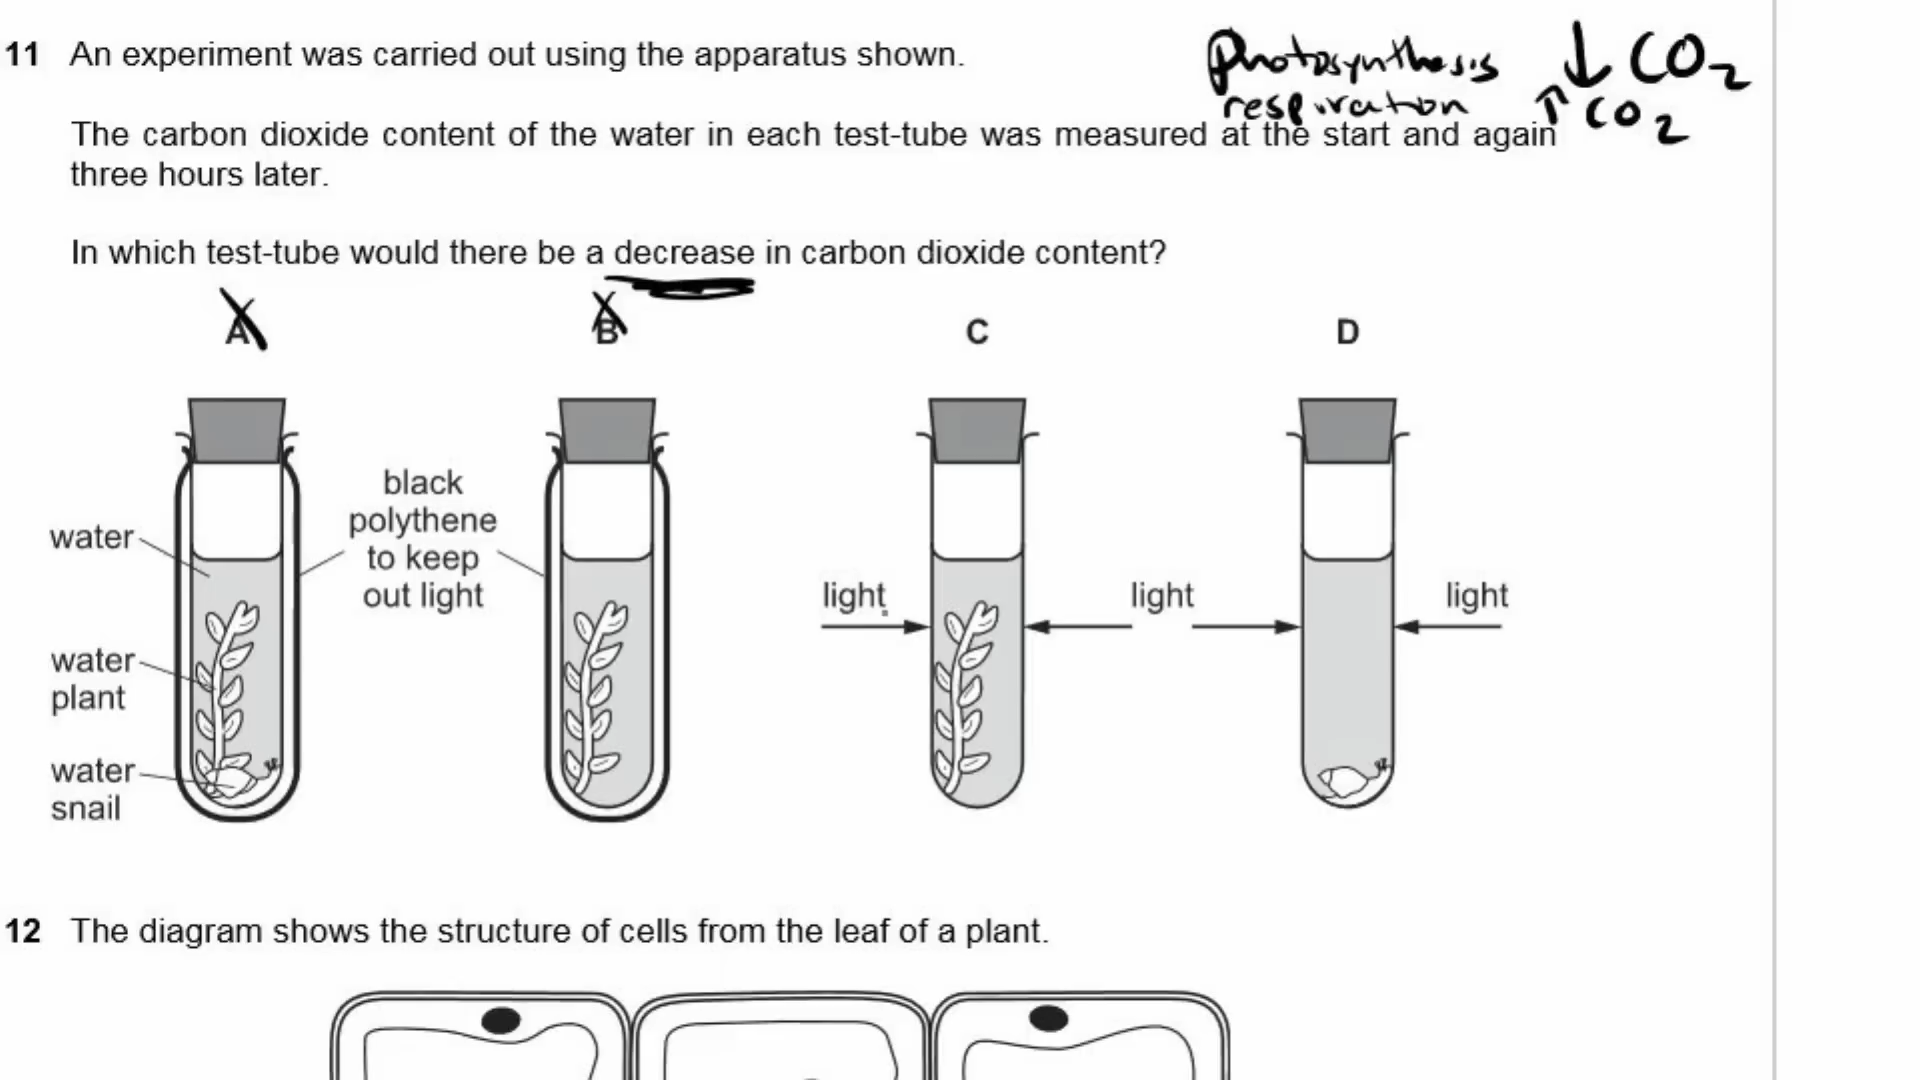 11 An experiment was carried out using the apparatus shown.
photosynthesis ↓ CO2
respiration ↑ CO2
The carbon dioxide content of the water in each test-tube was measured at the start and again
three hours later.
In which test-tube would there be a decrease in carbon dioxide content?
A B C D
black
polythene
to keep
out light
water
light light light
water
plant
water
snail
12 The diagram shows the structure of cells from the leaf of a plant.